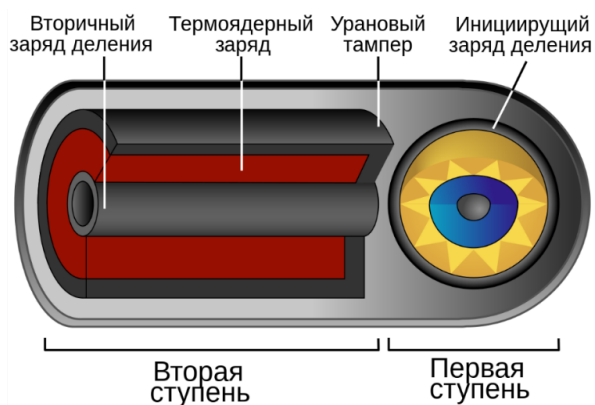 Вторичный
заряд деления
Термоядерный
заряд
Урановый
тампер
Инициирущий
заряд деления
Вторая
ступень
Первая
ступень